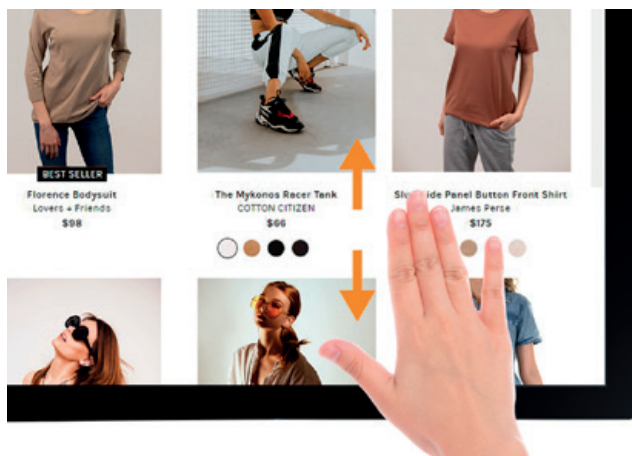 BEST SELLER
Florence Bodysuit
Lovers + Friends
$98
The Mykonos Racer Tank
COTTON CITIZEN
$66
Side Panel Button Front Shirt
James Perse
$175